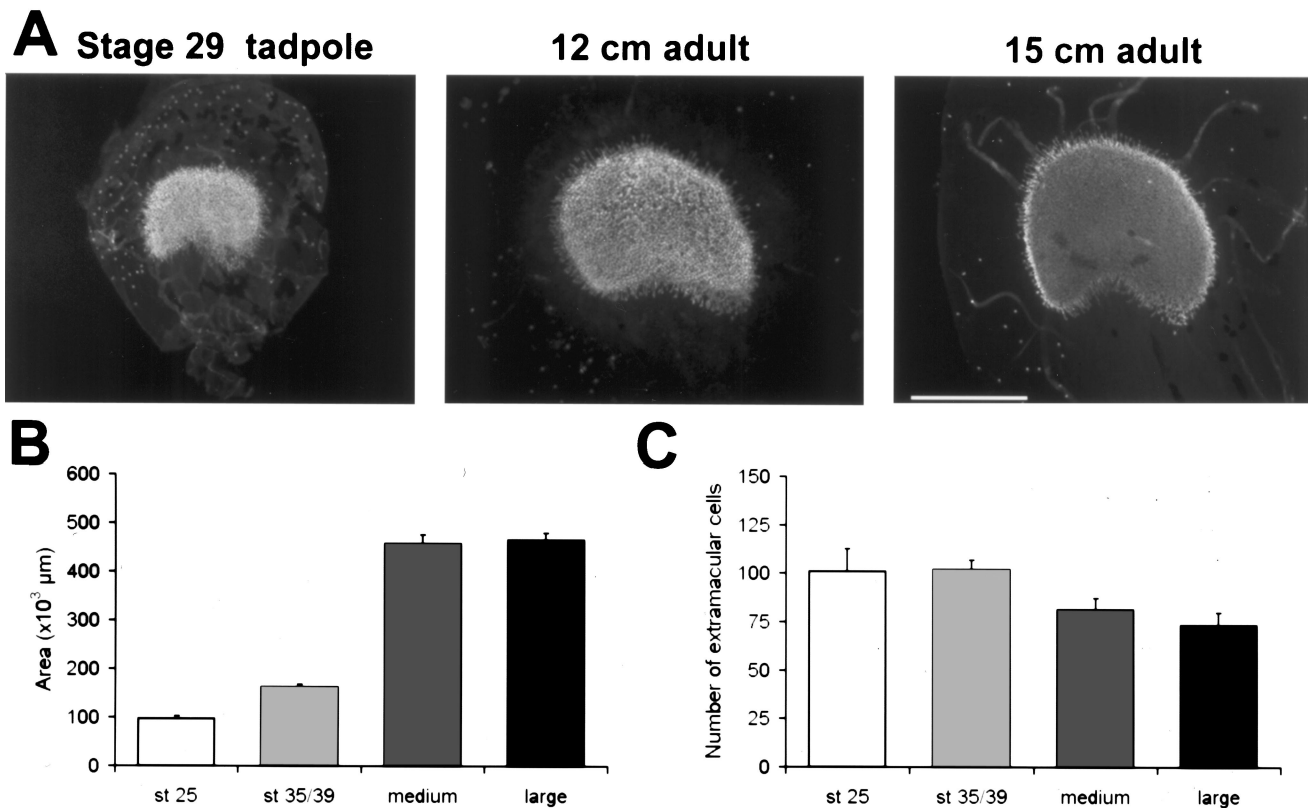 A Stage 29 tadpole 12 cm adult 15 cm adult
B
600
500
400
300
200
100
0
Area (x10³ µm)
st 25 st 35/39 medium large
C
150
125
100
75
50
25
0
Number of extramacular cells
st 25 st 35/39 medium large